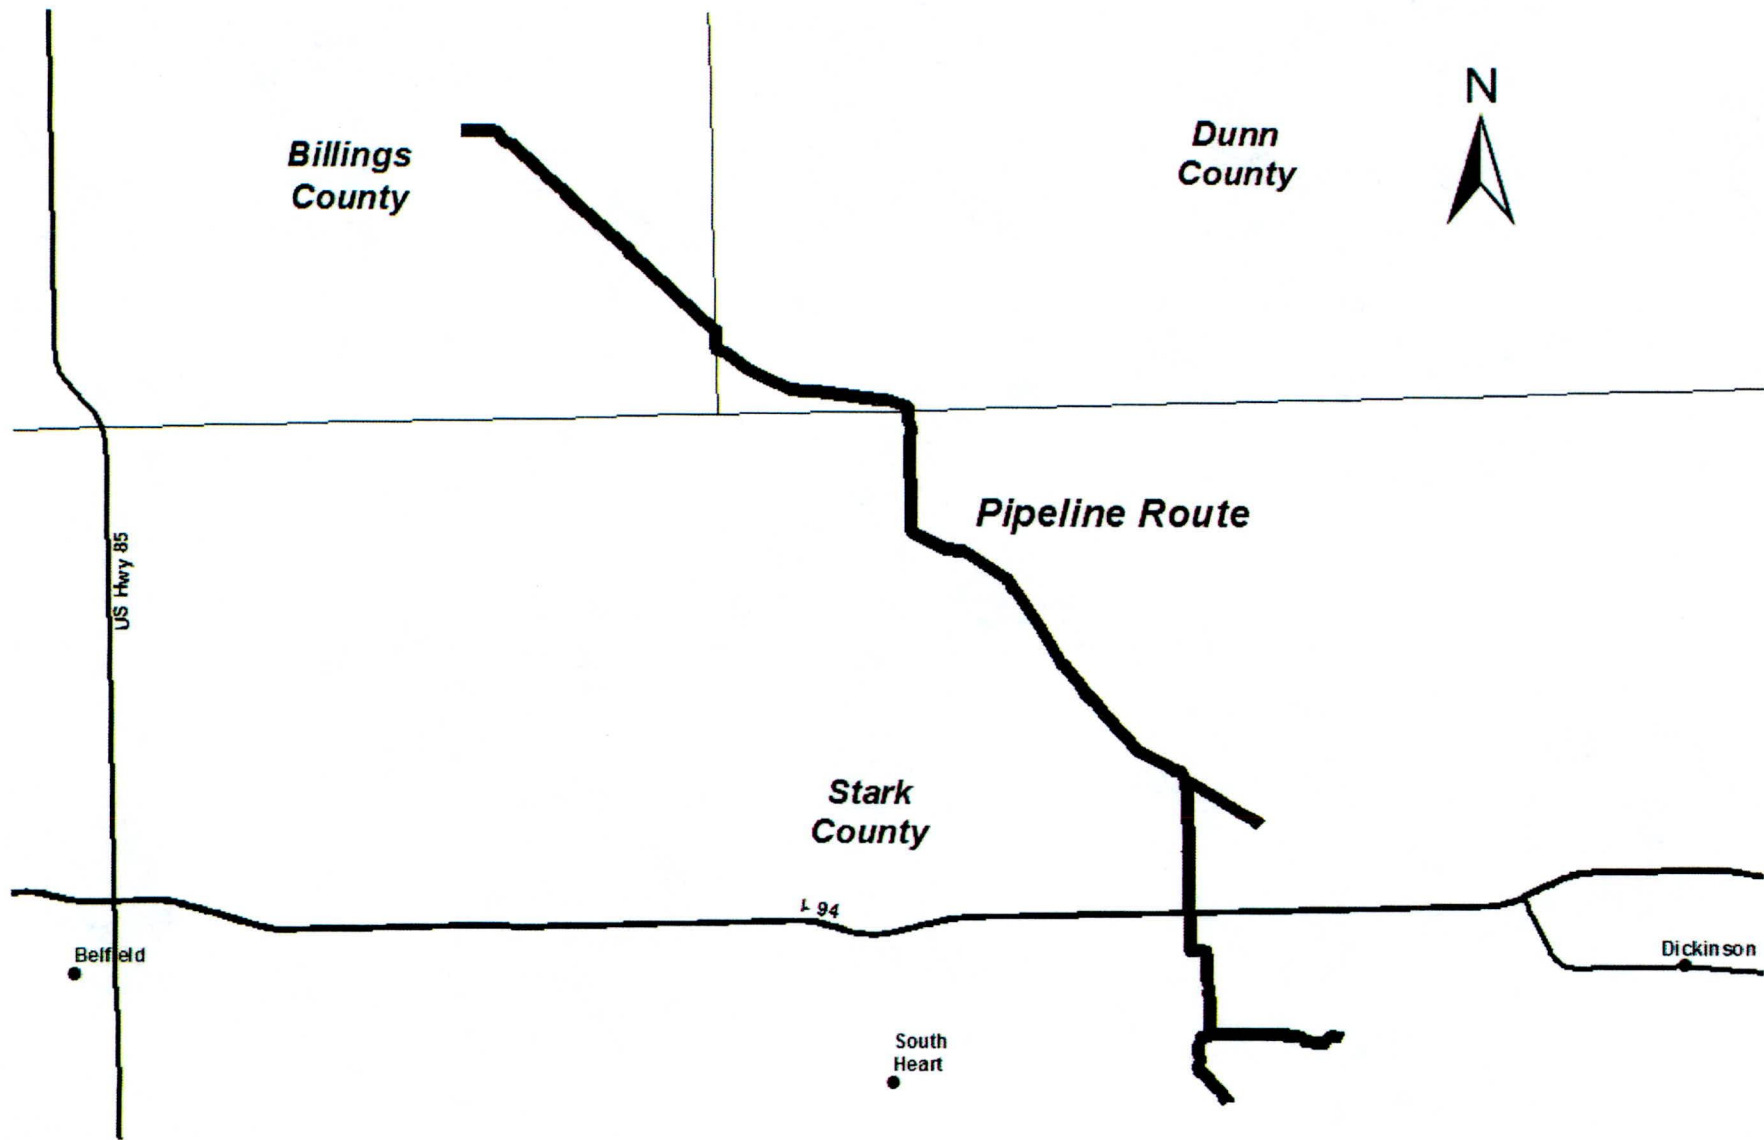 N
Billings
County
Dunn
County
Pipeline Route
US Hwy 85
Stark
County
I- 94
Belfield
Dickinson
South
Heart